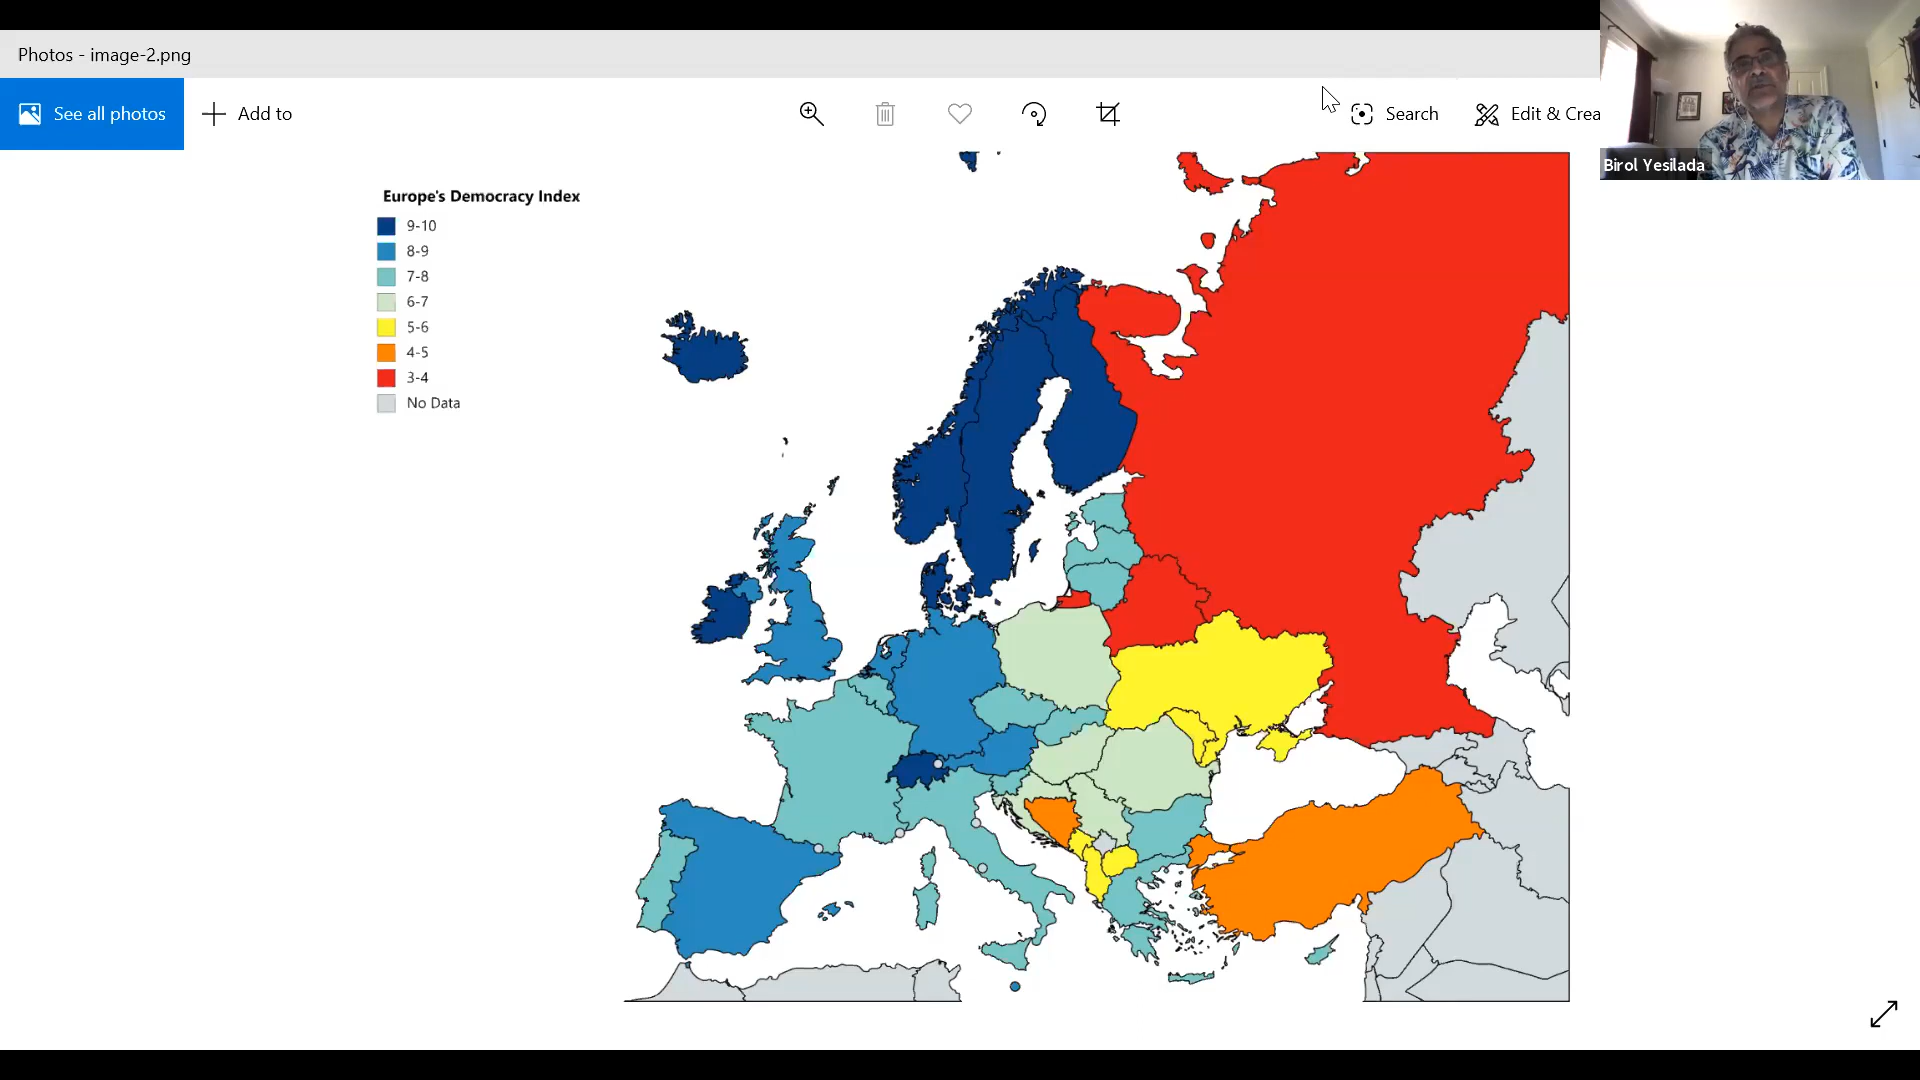 Photos - image-2.png
See all photos
Add to
Search
Edit & Crea
Birol Yesilada
Europe's Democracy Index
9-10
8-9
7-8
6-7
5-6
4-5
3-4
No Data